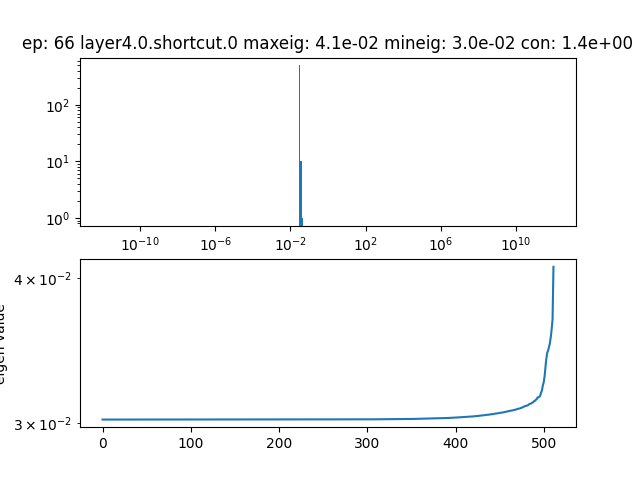 ep: 66 layer4.0.shortcut.0 maxeig: 4.1e-02 mineig: 3.0e-02 con: 1.4e+00
10²
10¹
10⁰
10⁻¹⁰ 10⁻⁶ 10⁻² 10² 10⁶ 10¹⁰
4 × 10⁻²
eigen value
3 × 10⁻²
0 100 200 300 400 500